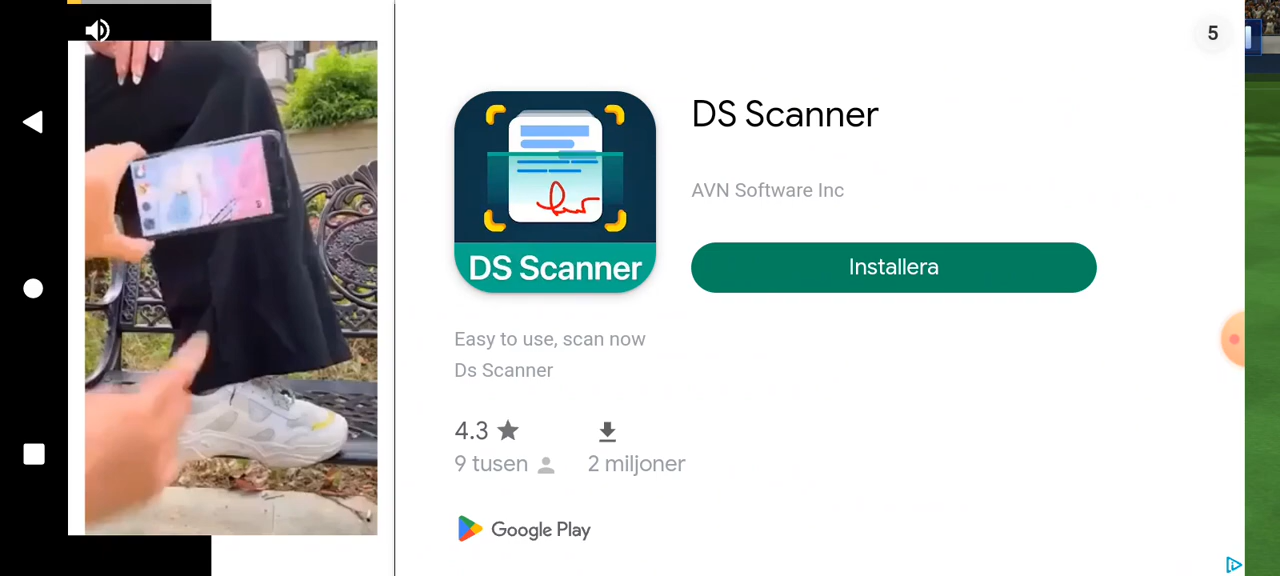 5
DS Scanner
DS Scanner
AVN Software Inc
Installera
Easy to use, scan now
Ds Scanner
4.3
9 tusen
2 miljoner
Google Play